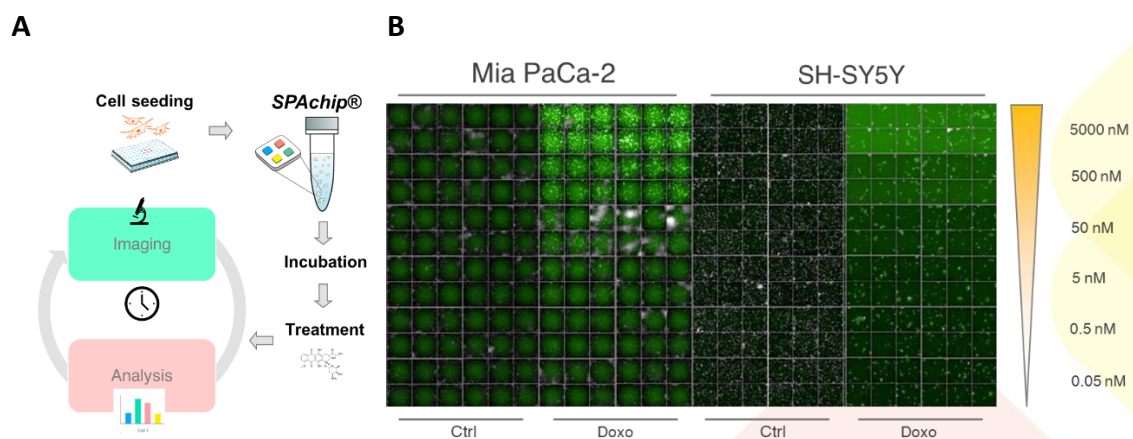 A
Cell seeding
SPAchip®
Imaging
Incubation
Treatment
Analysis
B
Mia PaCa-2
SH-SY5Y
5000 nM
500 nM
50 nM
5 nM
0.5 nM
0.05 nM
Ctrl
Doxo
Ctrl
Doxo